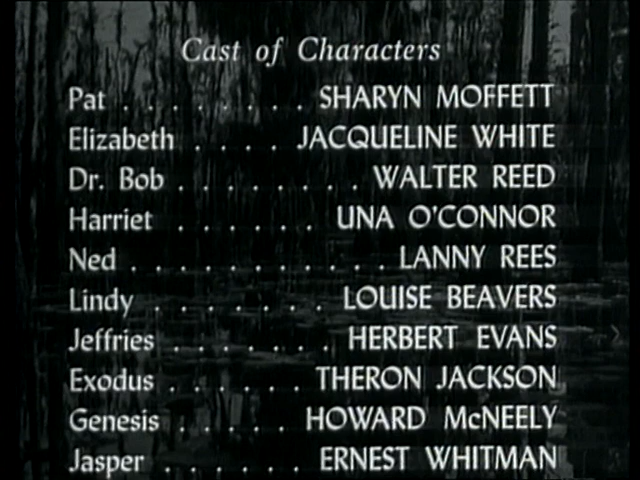 Cast of Characters
Pat . . . . . . . . SHARYN MOFFETT
Elizabeth . . . . JACQUELINE WHITE
Dr. Bob . . . . . . . . WALTER REED
Harriet . . . . . . UNA O'CONNOR
Ned . . . . . . . . . . . LANNY REES
Lindy . . . . . . . LOUISE BEAVERS
Jeffries . . . . . . . HERBERT EVANS
Exodus . . . . . . THERON JACKSON
Genesis . . . . . HOWARD McNEELY
Jasper . . . . . . ERNEST WHITMAN